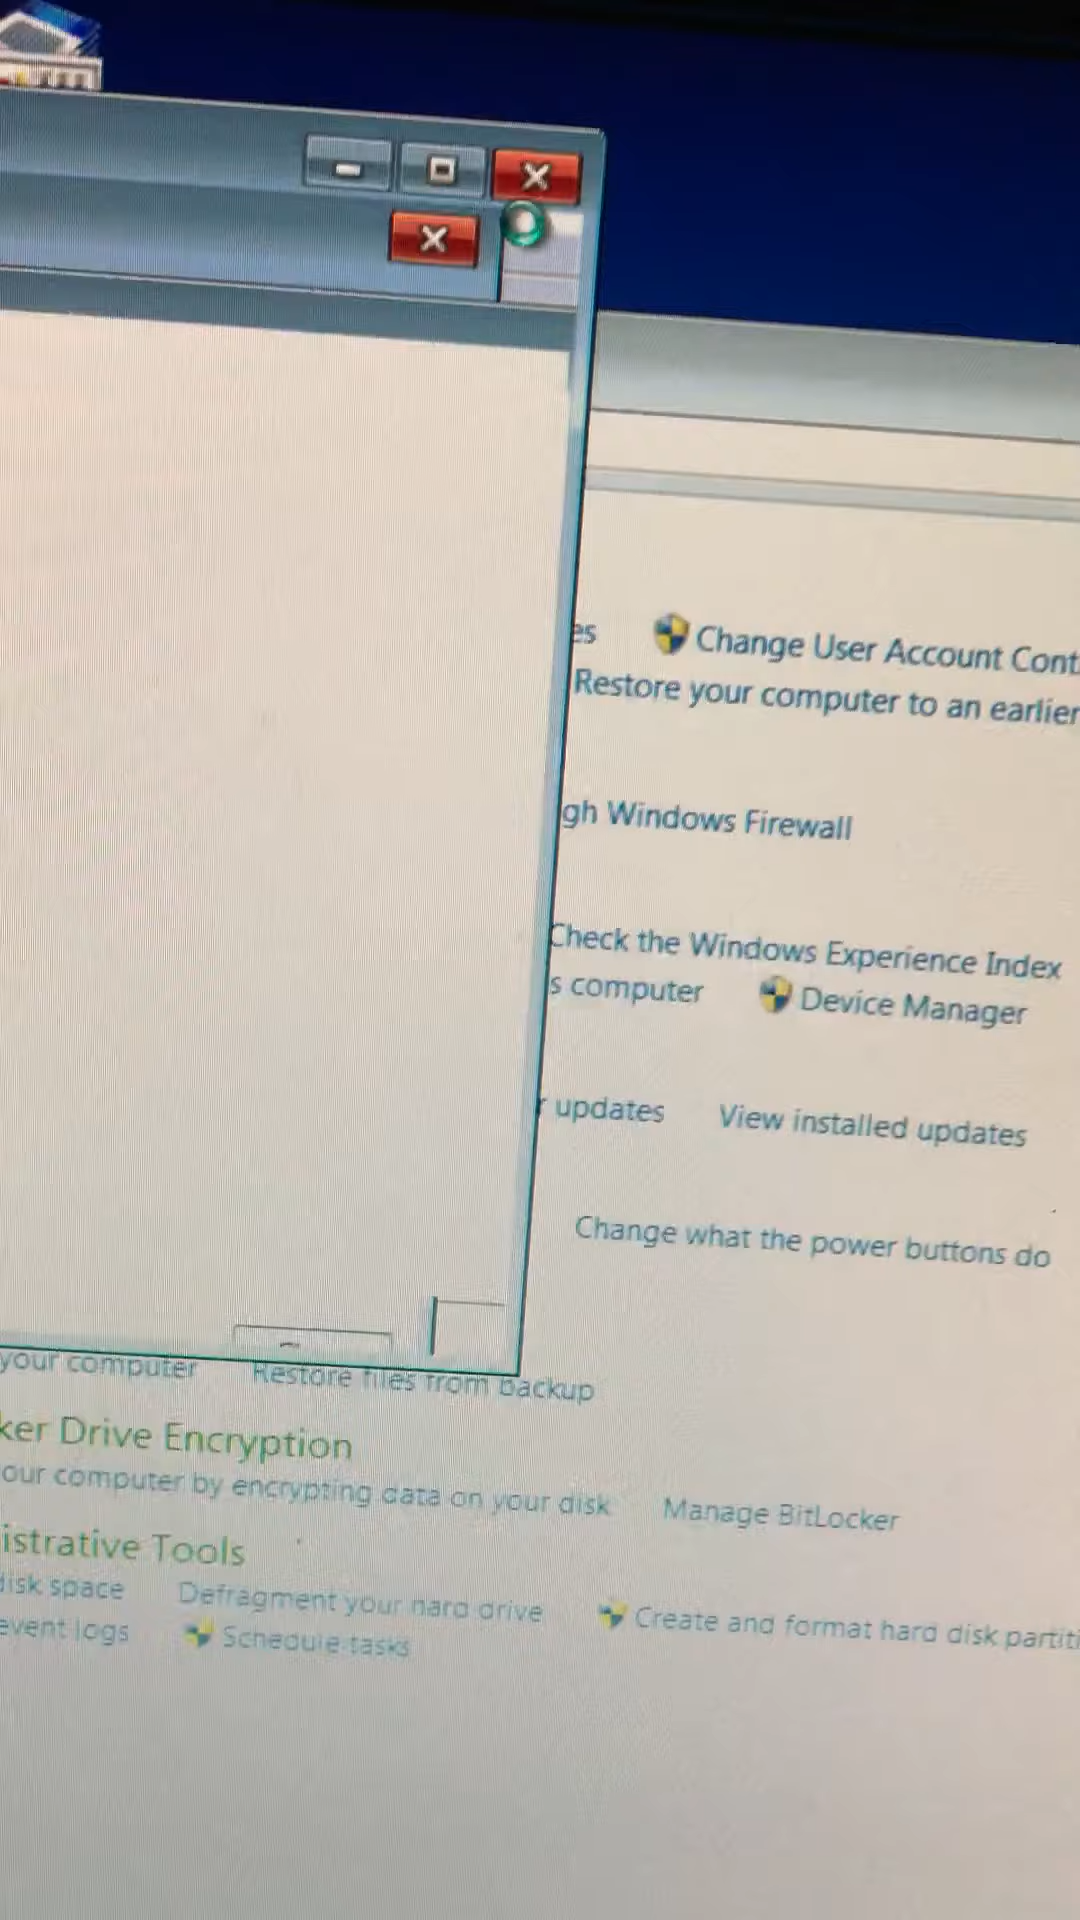 es Change User Account Cont
Restore your computer to an earlier
gh Windows Firewall
Check the Windows Experience Index
s computer Device Manager
r updates View installed updates
Change what the power buttons do
your computer Restore files from backup
ker Drive Encryption
our computer by encrypting data on your disk Manage BitLocker
istrative Tools
disk space Defragment your hard drive Create and format hard disk partiti
event logs Schedule tasks